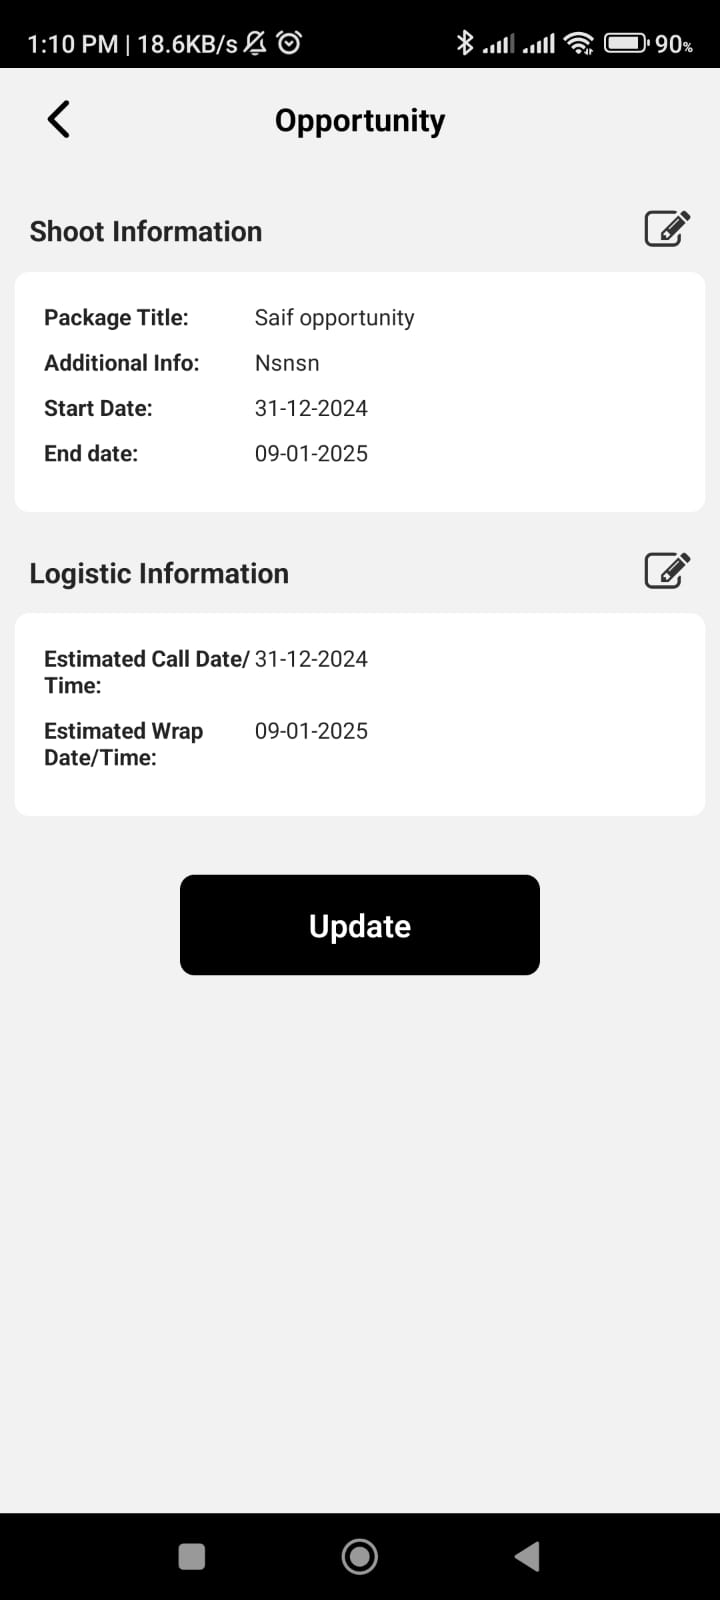 1:10 PM | 18.6KB/s 90%
Opportunity
Shoot Information
Package Title: Saif opportunity
Additional Info: Nsnsn
Start Date: 31-12-2024
End date: 09-01-2025
Logistic Information
Estimated Call Date/ 31-12-2024
Time:
Estimated Wrap 09-01-2025
Date/Time:
Update